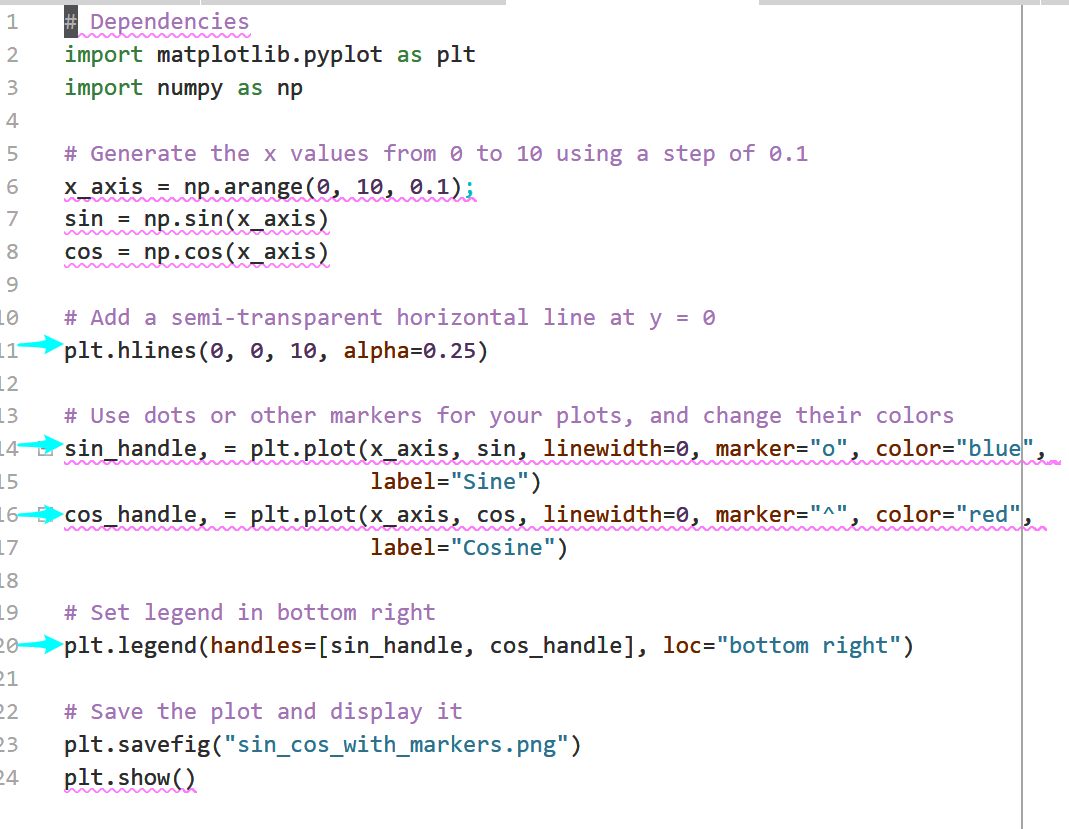 1 # Dependencies
2 import matplotlib.pyplot as plt
3 import numpy as np
4
5 # Generate the x values from 0 to 10 using a step of 0.1
6 x_axis = np.arange(0, 10, 0.1);
7 sin = np.sin(x_axis)
8 cos = np.cos(x_axis)
9
10 # Add a semi-transparent horizontal line at y = 0
11 plt.hlines(0, 0, 10, alpha=0.25)
12
13 # Use dots or other markers for your plots, and change their colors
14 sin_handle, = plt.plot(x_axis, sin, linewidth=0, marker="o", color="blue",
15                        label="Sine")
16 cos_handle, = plt.plot(x_axis, cos, linewidth=0, marker="^", color="red",
17                        label="Cosine")
18
19 # Set legend in bottom right
20 plt.legend(handles=[sin_handle, cos_handle], loc="bottom right")
21
22 # Save the plot and display it
23 plt.savefig("sin_cos_with_markers.png")
24 plt.show()